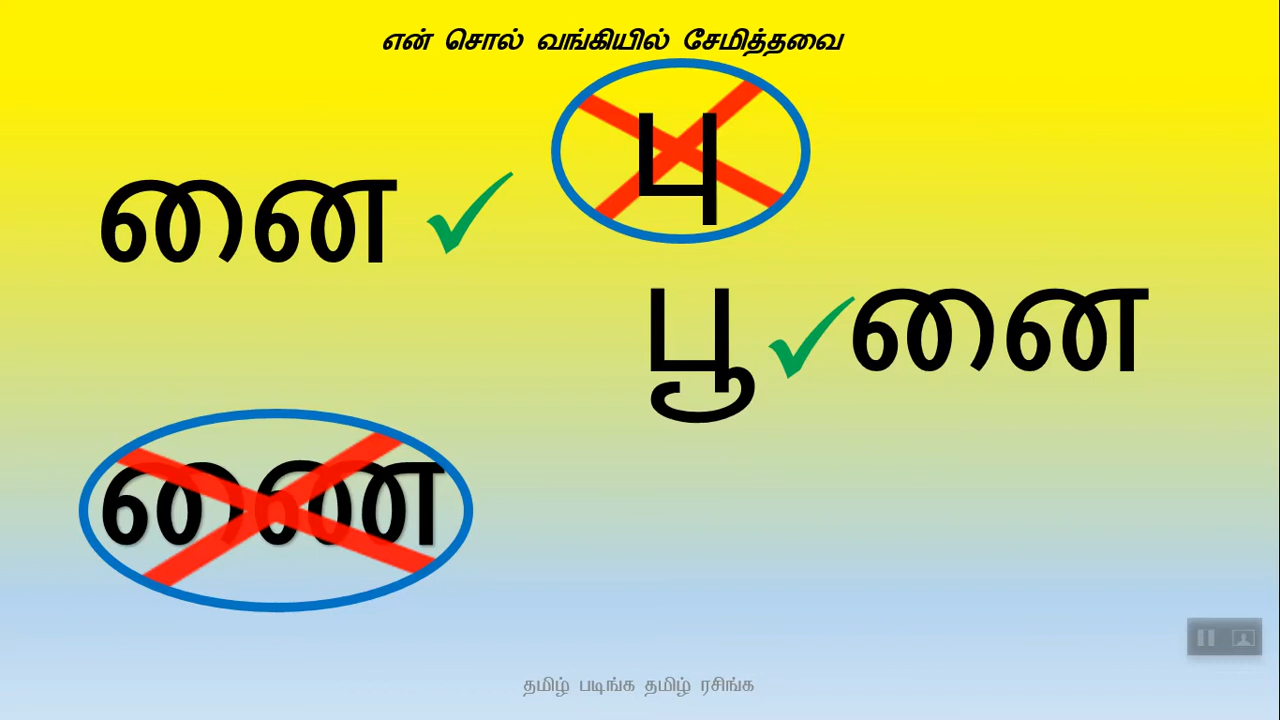 என் சொல் வங்கியில் சேமித்தவை
பு
னை
பூ னை
ணை
தமிழ் படிங்க தமிழ் ரசிங்க